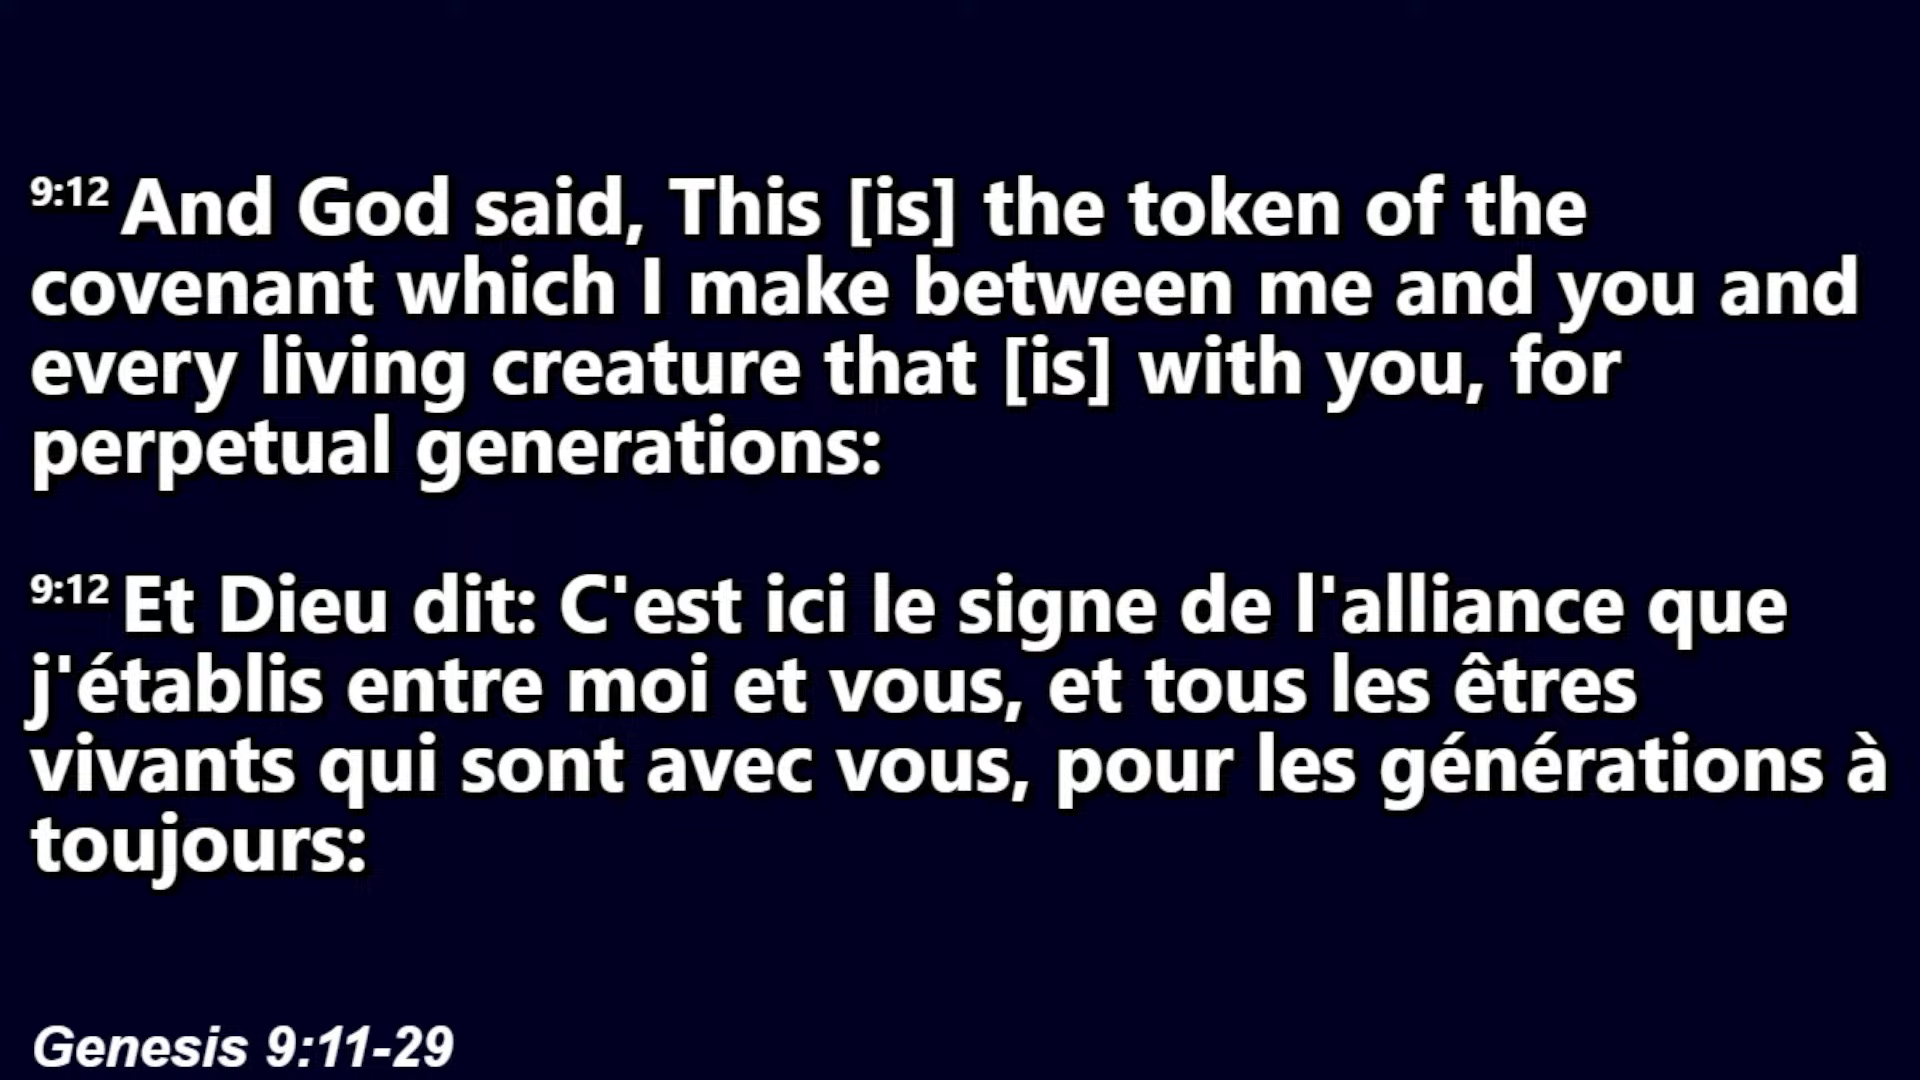 9:12 And God said, This [is] the token of the
covenant which I make between me and you and
every living creature that [is] with you, for
perpetual generations:
9:12 Et Dieu dit: C'est ici le signe de l'alliance que
j'établis entre moi et vous, et tous les êtres
vivants qui sont avec vous, pour les générations à
toujours:
Genesis 9:11-29